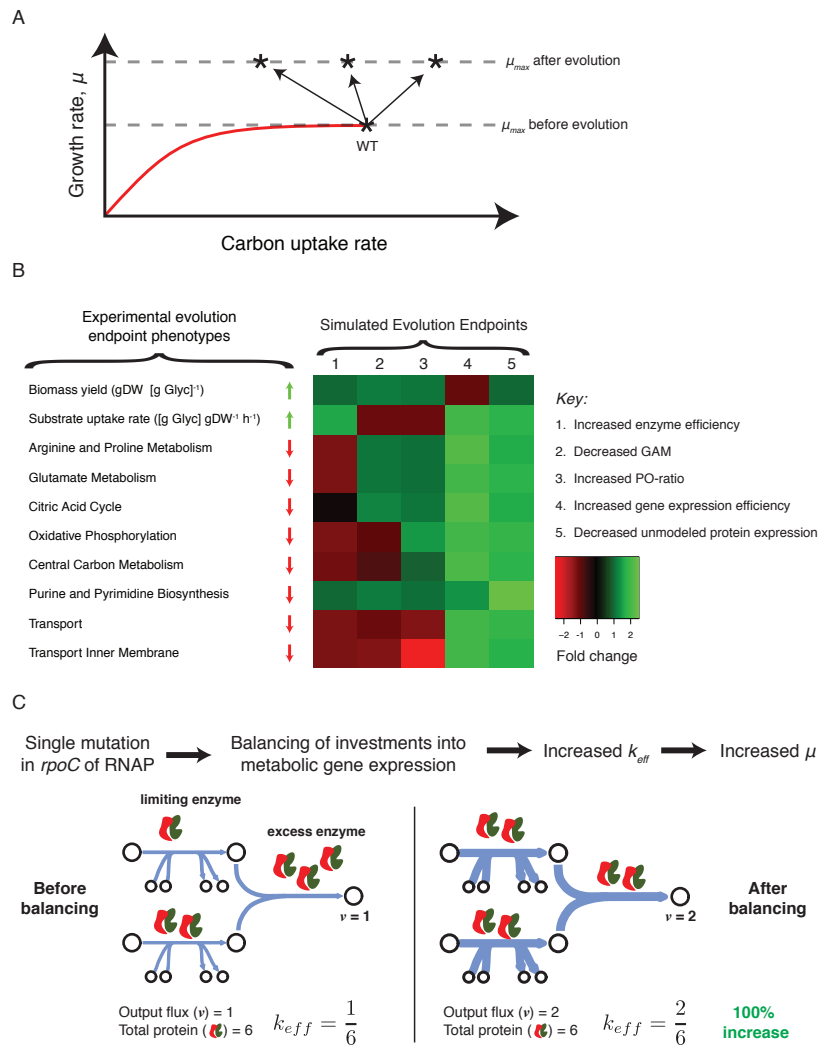 A
Growth rate, μ
μmax after evolution
μmax before evolution
WT
Carbon uptake rate
B
Experimental evolution
endpoint phenotypes
Simulated Evolution Endpoints
1 2 3 4 5
Biomass yield (gDW [g Glyc]⁻¹)
Substrate uptake rate ([g Glyc] gDW⁻¹ h⁻¹)
Arginine and Proline Metabolism
Glutamate Metabolism
Citric Acid Cycle
Oxidative Phosphorylation
Central Carbon Metabolism
Purine and Pyrimidine Biosynthesis
Transport
Transport Inner Membrane
Key:
1. Increased enzyme efficiency
2. Decreased GAM
3. Increased PO-ratio
4. Increased gene expression efficiency
5. Decreased unmodeled protein expression
-2 -1 0 1 2
Fold change
C
Single mutation
in rpoC of RNAP
Balancing of investments into
metabolic gene expression
Increased keff
Increased μ
limiting enzyme
excess enzyme
Before
balancing
v = 1
Output flux (v) = 1
Total protein ( ) = 6
keff = 1/6
v = 2
After
balancing
Output flux (v) = 2
Total protein ( ) = 6
keff = 2/6
100%
increase